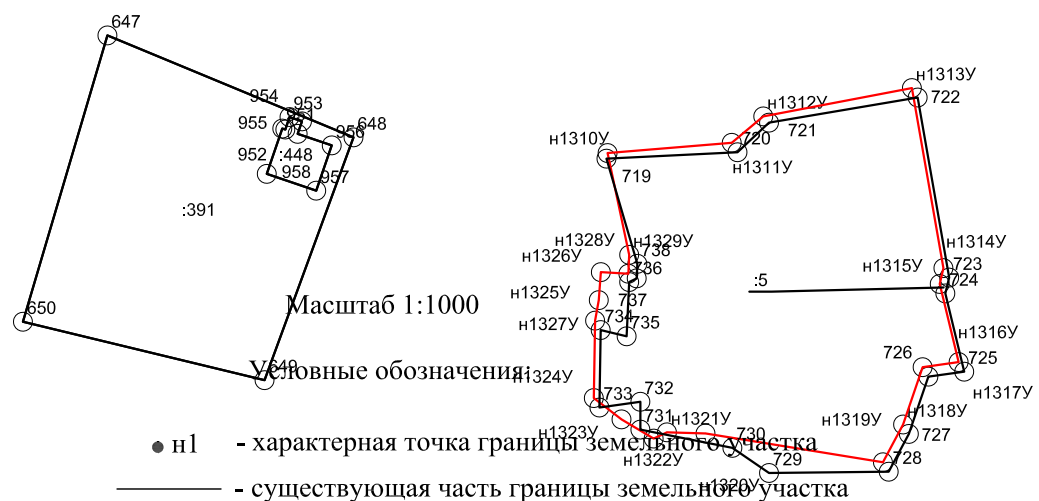 647
н1313У
722
954
953
н1312У
955
956
648
н1310У
720
721
952
:448
н1311У
958
957
719
:391
н1328У
н1329У
н1314У
н1326У
738
н1315У
723
736
:5
724
Масштаб 1:1000
н1325У
737
650
734
н1327У
735
н1316У
726
725
649
Условные обозначения:
н1324У
н1317У
733
732
н1323У
731
н1321У
н1319У
н1318У
730
727
н1 - характерная точка границы земельного участка
н1322У
729
728
н1320У
- существующая часть границы земельного участка